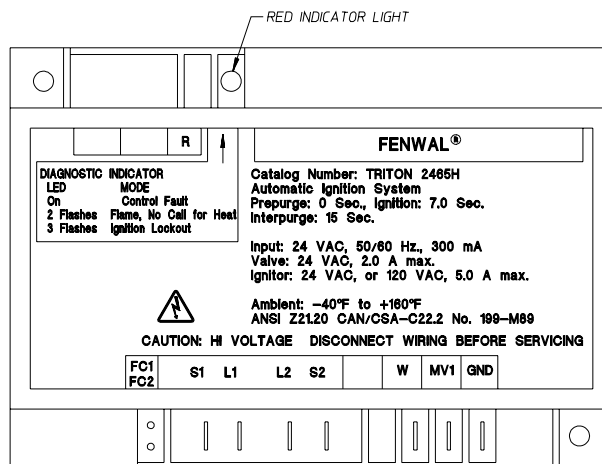 RED INDICATOR LIGHT
R
FENWAL®
DIAGNOSTIC INDICATOR
LED MODE
On Control Fault
2 Flashes Flame, No Call for Heat
3 Flashes Ignition Lockout
Catalog Number: TRITON 2465H
Automatic Ignition System
Prepurge: 0 Sec., Ignition: 7.0 Sec.
Interpurge: 15 Sec.
Input: 24 VAC, 50/60 Hz., 300 mA
Valve: 24 VAC, 2.0 A max.
Ignitor: 24 VAC, or 120 VAC, 5.0 A max.
Ambient: –40°F to +160°F
ANSI Z21.20 CAN/CSA–C22.2 No. 199–M89
CAUTION: HI VOLTAGE DISCONNECT WIRING BEFORE SERVICING
FC1
FC2
S1 L1 L2 S2 W MV1 GND